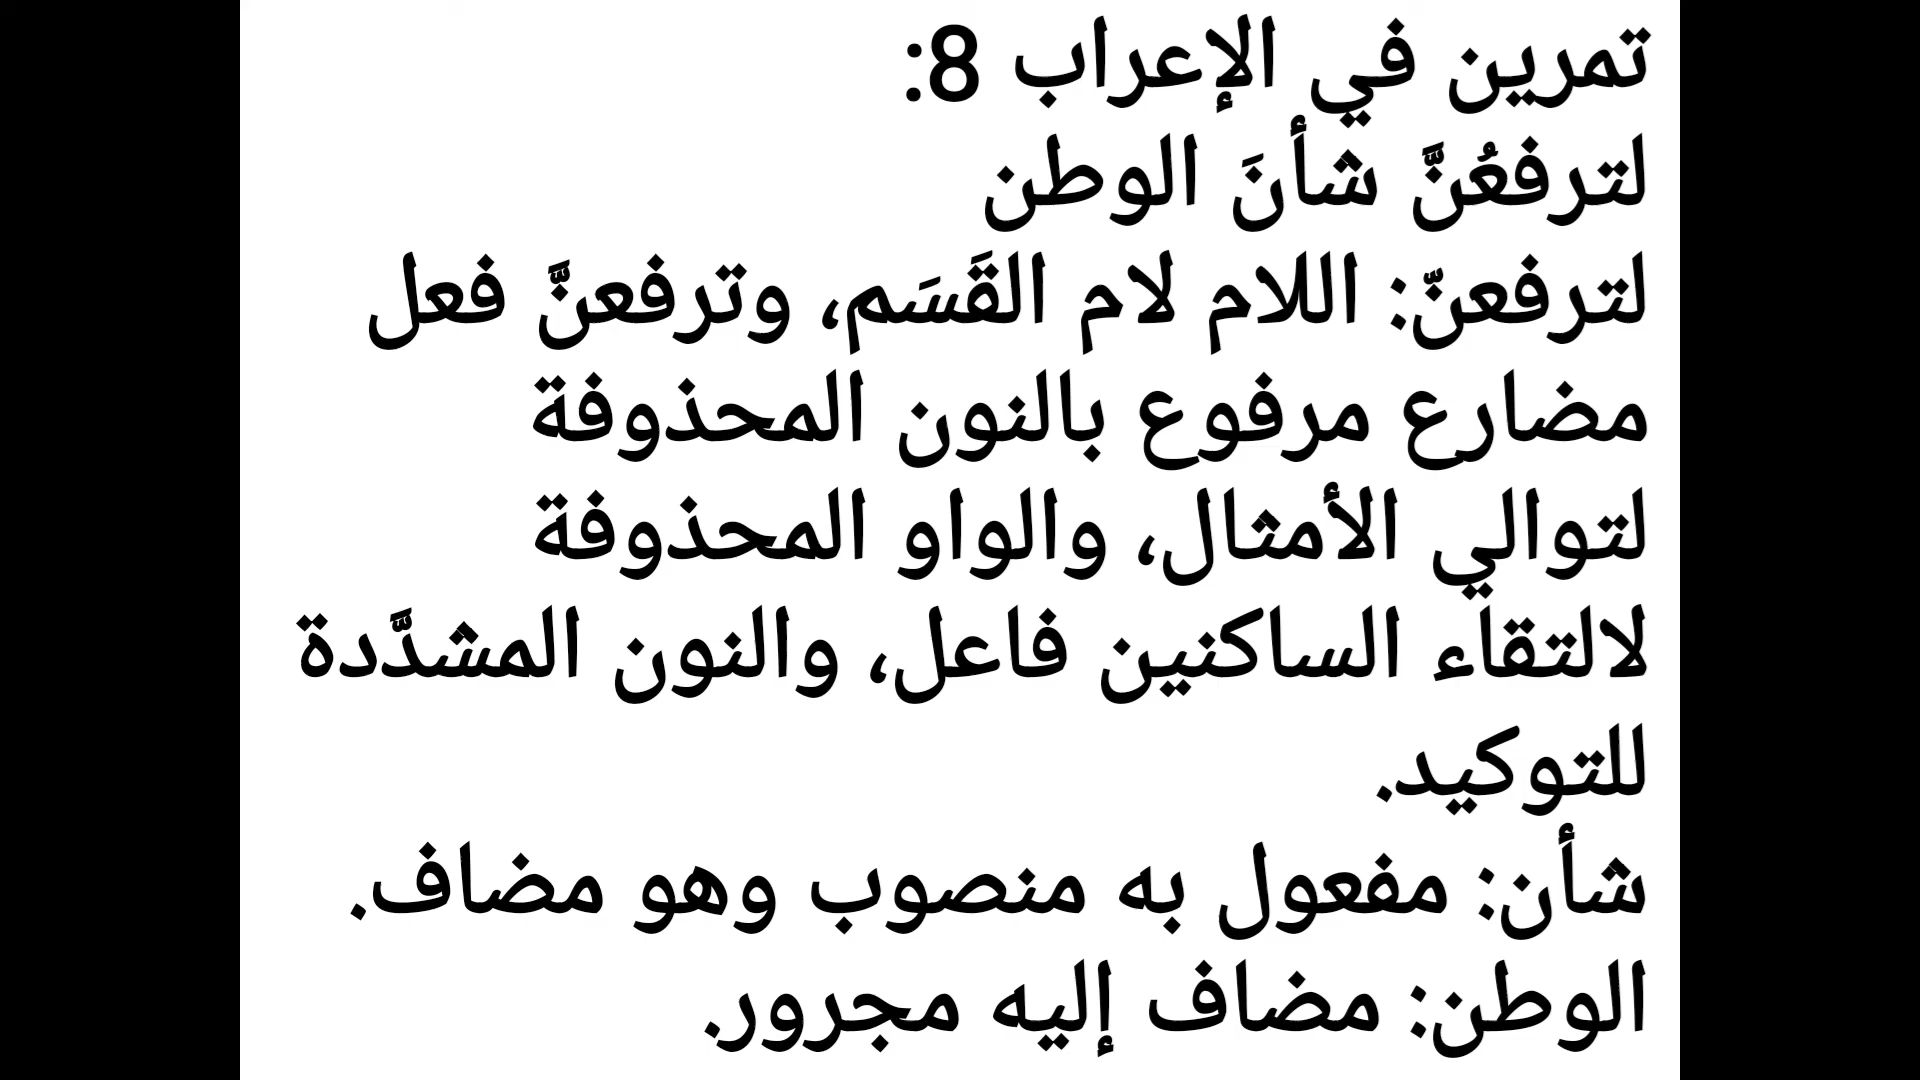 تمرين في الإعراب 8:
لترفعُنَّ شأنَ الوطن
لترفعنّ: اللام لام القَسَم، وترفعنَّ فعل
مضارع مرفوع بالنون المحذوفة
لتوالي الأمثال، والواو المحذوفة
لالتقاء الساكنين فاعل، والنون المشدَّدة
للتوكيد.
شأن: مفعول به منصوب وهو مضاف.
الوطن: مضاف إليه مجرور.